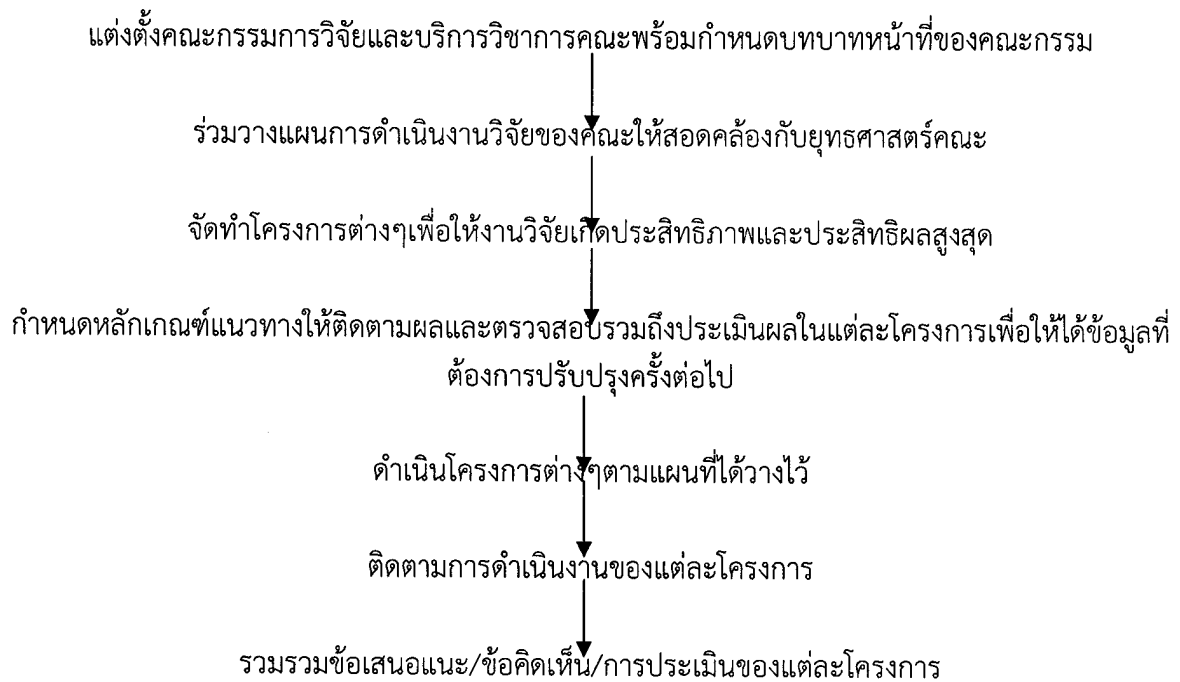 แต่งตั้งคณะกรรมการวิจัยและบริการวิชาการคณะพร้อมกำหนดบทบาทหน้าที่ของคณะกรรม
ร่วมวางแผนการดำเนินงานวิจัยของคณะให้สอดคล้องกับยุทธศาสตร์คณะ
จัดทำโครงการต่างๆเพื่อให้งานวิจัยเกิดประสิทธิภาพและประสิทธิผลสูงสุด
กำหนดหลักเกณฑ์แนวทางให้ติดตามผลและตรวจสอบรวมถึงประเมินผลในแต่ละโครงการเพื่อให้ได้ข้อมูลที่
ต้องการปรับปรุงครั้งต่อไป
ดำเนินโครงการต่างๆตามแผนที่ได้วางไว้
ติดตามการดำเนินงานของแต่ละโครงการ
รวมรวมข้อเสนอแนะ/ข้อคิดเห็น/การประเมินของแต่ละโครงการ